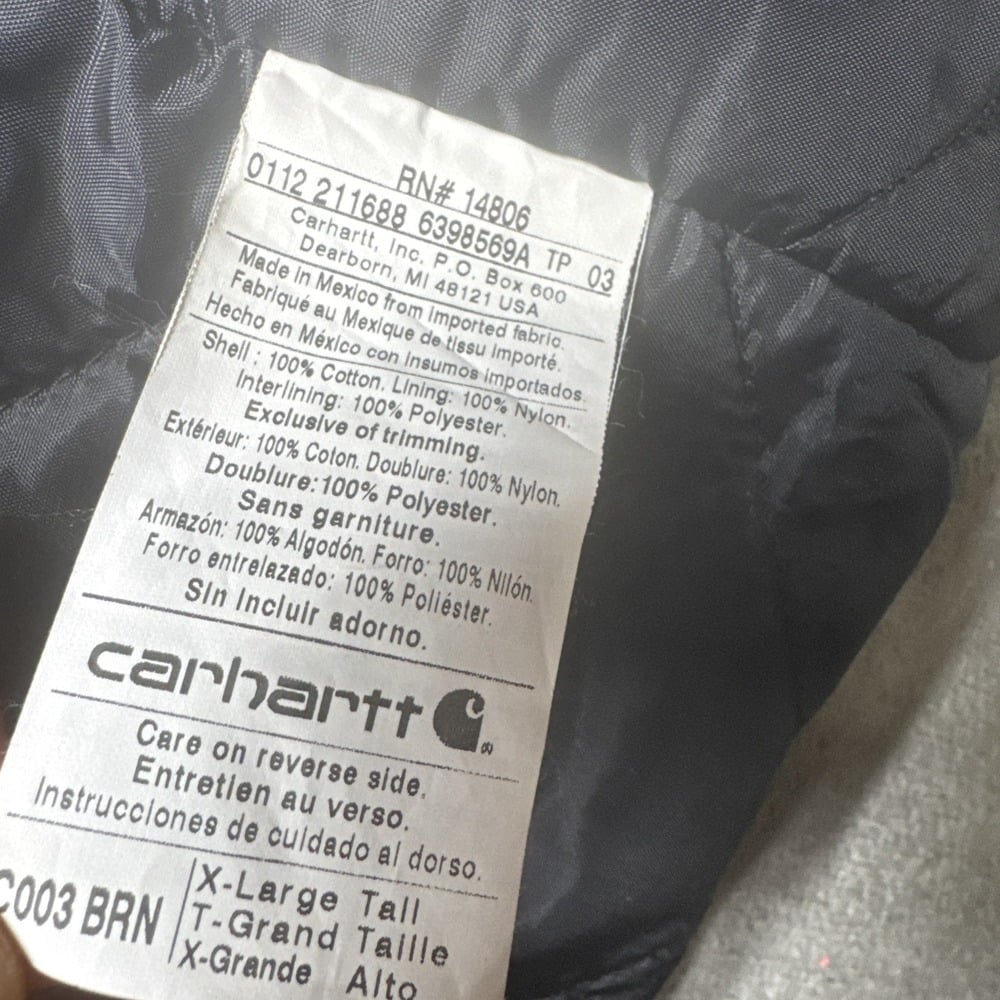 RN# 14806
0112 211688 6398569A TP 03
Carhartt, Inc. P.O. Box 600
Dearborn, MI 48121 USA
Made in Mexico from imported fabric.
Fabriqué au Mexique de tissu importé.
Hecho en México con insumos importados.
Shell: 100% Cotton. Lining: 100% Nylon.
Interlining: 100% Polyester.
Exclusive of trimming.
Extérieur: 100% Coton. Doublure: 100% Nylon.
Doublure: 100% Polyester.
Sans garniture.
Armazón: 100% Algodón. Forro: 100% Nilón.
Forro entrelazado: 100% Poliéster.
Sin incluir adorno.
carhartt
Care on reverse side.
Entretien au verso.
Instrucciones de cuidado al dorso.
C003 BRN
X-Large Tall
T-Grand Taille
X-Grande Alto